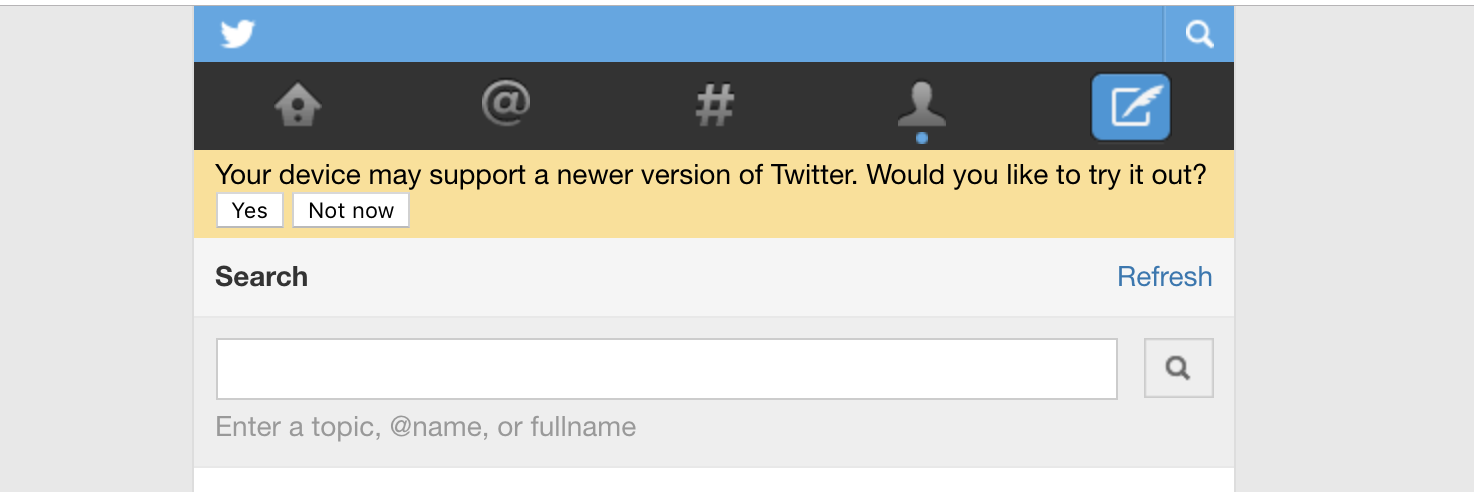 @
#
Your device may support a newer version of Twitter. Would you like to try it out?
Yes Not now
Search Refresh
Enter a topic, @name, or fullname